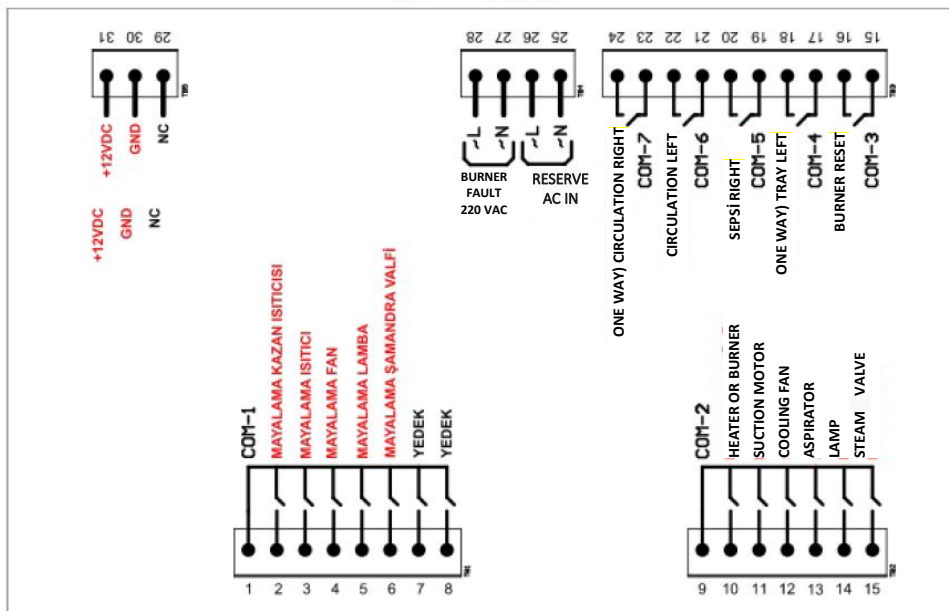 31 30 29
TB5
+12VDC
GND
NC
+12VDC
GND
NC
28 27 26 25
TB4
~L
~N
~L
~N
BURNER
FAULT
220 VAC
RESERVE
AC IN
24 23 22 21 20 19 18 17 16 15
TB3
ONE WAY) CIRCULATION RIGHT
COM-7
CIRCULATION LEFT
COM-6
SEPSİ RIGHT
COM-5
ONE WAY) TRAY LEFT
COM-4
BURNER RESET
COM-3
COM-1
MAYALAMA KAZAN ISITICISI
MAYALAMA ISITICI
MAYALAMA FAN
MAYALAMA LAMBA
MAYALAMA ŞAMANDRA VALFİ
YEDEK
YEDEK
TB1
1 2 3 4 5 6 7 8
COM-2
HEATER OR BURNER
SUCTION MOTOR
COOLING FAN
ASPIRATOR
LAMP
STEAM VALVE
TB2
9 10 11 12 13 14 15